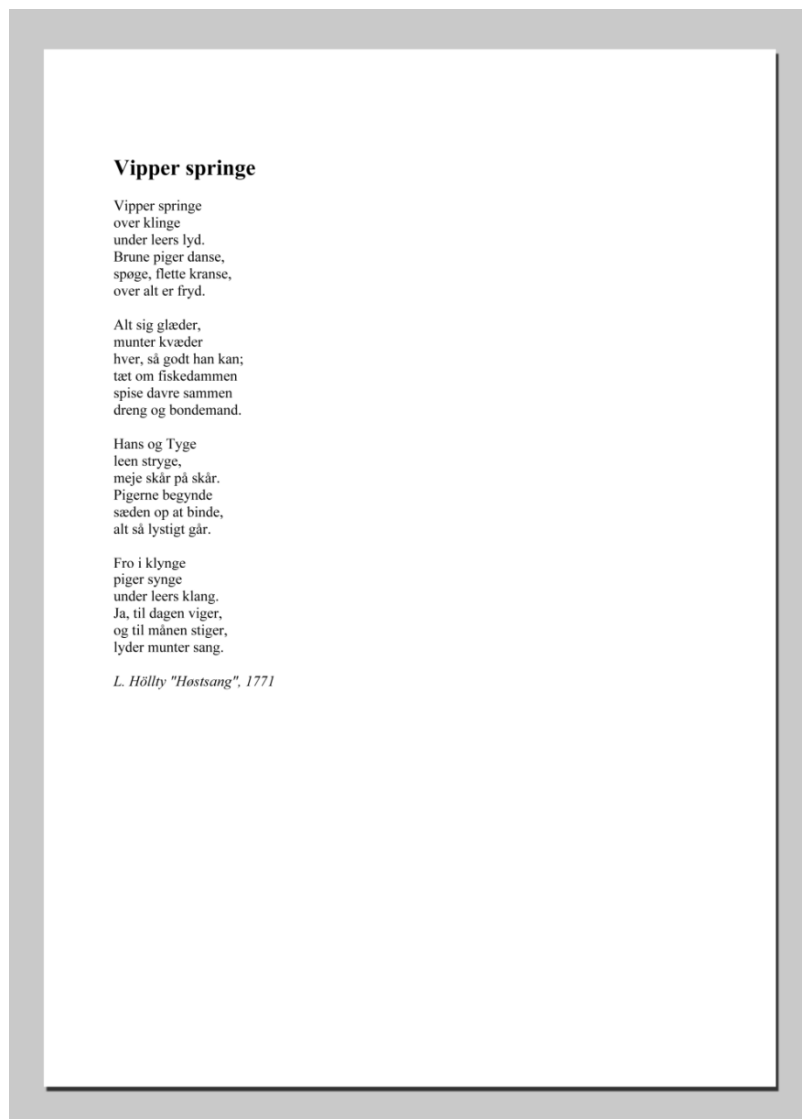 Vipper springe
Vipper springe
over klinge
under leers lyd.
Brune piger danse,
spøge, flette kranse,
over alt er fryd.
Alt sig glæder,
munter kvæder
hver, så godt han kan;
tæt om fiskedammen
spise davre sammen
dreng og bondemand.
Hans og Tyge
leen stryge,
meje skår på skår.
Pigerne begynde
sæden op at binde,
alt så lystigt går.
Fro i klynge
piger synge
under leers klang.
Ja, til dagen viger,
og til månen stiger,
lyder munter sang.
L. Höllty "Høstsang", 1771